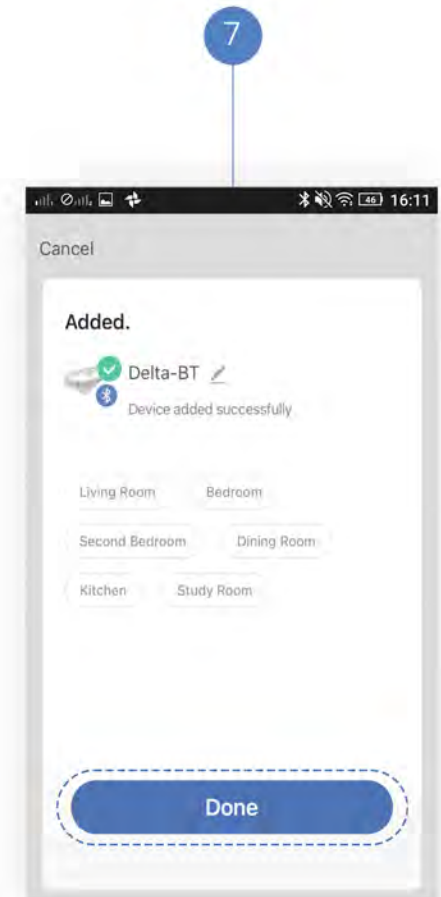 7
46 16:11
Cancel
Added.
Delta-BT
Device added successfully
Living Room Bedroom
Second Bedroom Dining Room
Kitchen Study Room
Done